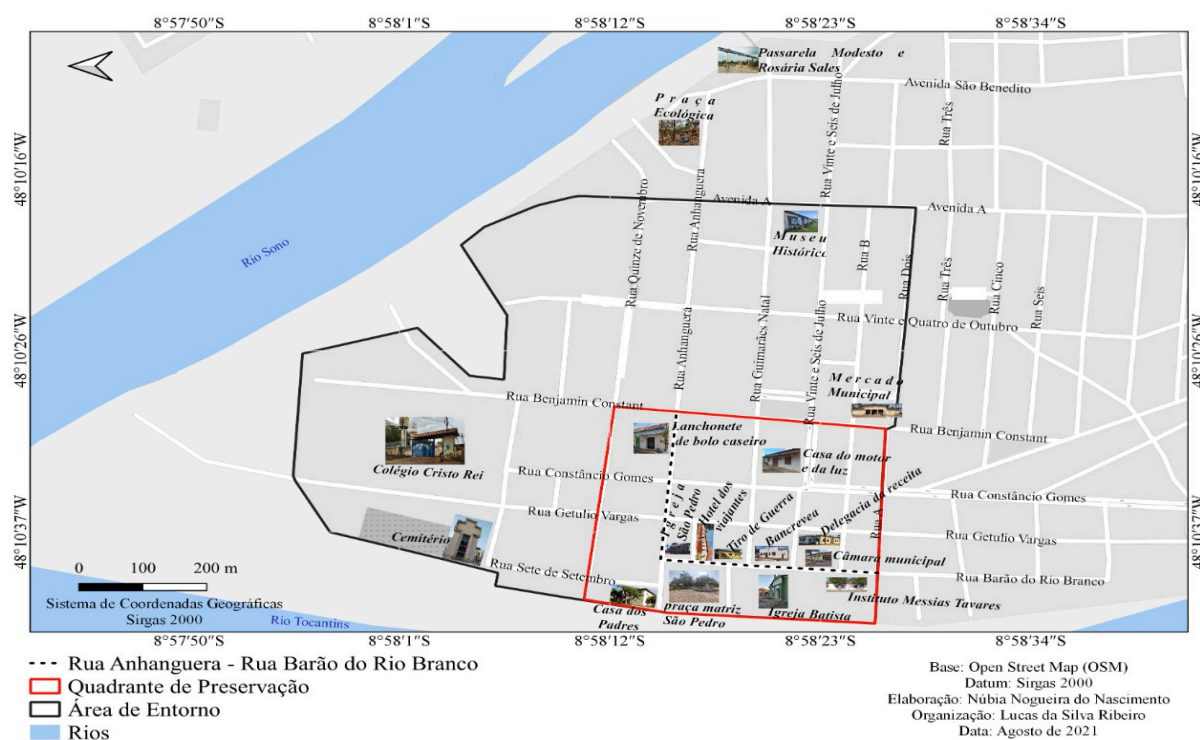 8°57'50"S
8°58'1"S
8°58'12"S
8°58'23"S
8°58'34"S
48°10'16"W
48°10'26"W
48°10'37"W
48°10'16"W
48°10'26"W
48°10'37"W
Passarela Modesto e
Rosária Sales
Avenida São Benedito
Praça
Ecológica
Rua Três
Rua Vinte e Seis de Julho
Rua Anhanguera
Rua Quinze de Novembro
Avenida A
Avenida A
Museu
Histórico
Rua B
Rua Dois
Rua Três
Rua Cinco
Rua Seis
Rio Sono
Rua Vinte e Quatro de Outubro
Rua Anhanguera
Rua Guimarães Natal
Rua Vinte e Seis de Julho
Mercado
Municipal
Rua Benjamin Constant
Rua Benjamin Constant
Lanchonete
de bolo caseiro
Casa do motor
e da luz
Colégio Cristo Rei
Rua Constâncio Gomes
Rua Constâncio Gomes
Igreja
São Pedro
Hotel dos
viajantes
Tiro de Guerra
Bancrevea
Delegacia da receita
Rua A
Rua Getulio Vargas
Rua Getulio Vargas
Cemitério
Câmara municipal
Rua Sete de Setembro
Rua Barão do Rio Branco
Casa dos
Padres
praça matriz
São Pedro
Igreja Batista
Instituto Messias Tavares
0 100 200 m
Sistema de Coordenadas Geográficas
Sirgas 2000
Rio Tocantins
8°57'50"S
8°58'1"S
8°58'12"S
8°58'23"S
8°58'34"S
Rua Anhanguera - Rua Barão do Rio Branco
Quadrante de Preservação
Área de Entorno
Rios
Base: Open Street Map (OSM)
Datum: Sirgas 2000
Elaboração: Núbia Nogueira do Nascimento
Organização: Lucas da Silva Ribeiro
Data: Agosto de 2021